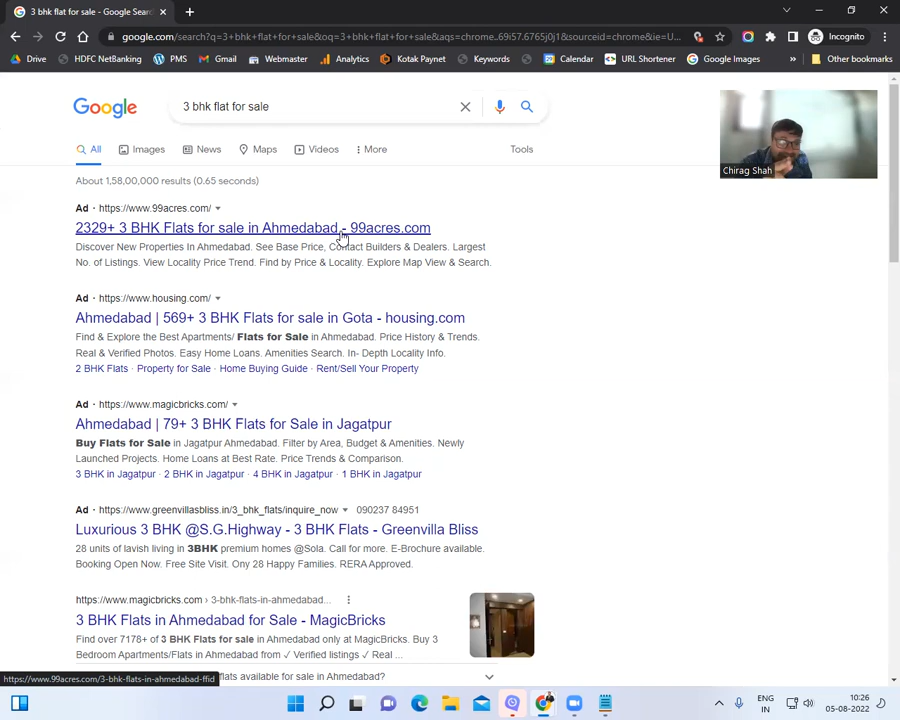 3 bhk flat for sale - Google Searc
google.com/search?q=3+bhk+flat+for+sale&oq=3+bhk+flat+for+sale&aqs=chrome..69i57.6765j0j1&sourceid=chrome&ie=U...
Incognito
Drive
HDFC NetBanking
PMS
Gmail
Webmaster
Analytics
Kotak Paynet
Keywords
Calendar
URL Shortener
Google Images
»
Other bookmarks
Google
3 bhk flat for sale
All
Images
News
Maps
Videos
More
Tools
About 1,58,00,000 results (0.65 seconds)
Ad · https://www.99acres.com/
2329+ 3 BHK Flats for sale in Ahmedabad - 99acres.com
Discover New Properties In Ahmedabad. See Base Price, Contact Builders & Dealers. Largest
No. of Listings. View Locality Price Trend. Find by Price & Locality. Explore Map View & Search.
Ad · https://www.housing.com/
Ahmedabad | 569+ 3 BHK Flats for sale in Gota - housing.com
Find & Explore the Best Apartments/ Flats for Sale in Ahmedabad. Price History & Trends.
Real & Verified Photos. Easy Home Loans. Amenities Search. In- Depth Locality Info.
2 BHK Flats · Property for Sale · Home Buying Guide · Rent/Sell Your Property
Ad · https://www.magicbricks.com/
Ahmedabad | 79+ 3 BHK Flats for Sale in Jagatpur
Buy Flats for Sale in Jagatpur Ahmedabad. Filter by Area, Budget & Amenities. Newly
Launched Projects. Home Loans at Best Rate. Price Trends & Comparison.
3 BHK in Jagatpur · 2 BHK in Jagatpur · 4 BHK in Jagatpur · 1 BHK in Jagatpur
Ad · https://www.greenvillasbliss.in/3_bhk_flats/inquire_now 090237 84951
Luxurious 3 BHK @S.G.Highway - 3 BHK Flats - Greenvilla Bliss
28 units of lavish living in 3BHK premium homes @Sola. Call for more. E-Brochure available.
Booking Open Now. Free Site Visit. Ony 28 Happy Families. RERA Approved.
https://www.magicbricks.com › 3-bhk-flats-in-ahmedabad...
3 BHK Flats in Ahmedabad for Sale - MagicBricks
Find over 7178+ of 3 BHK Flats for sale in Ahmedabad only at MagicBricks. Buy 3
Bedroom Apartments/Flats in Ahmedabad from ✓ Verified listings ✓ Real ...
flats available for sale in Ahmedabad?
https://www.99acres.com/3-bhk-flats-in-ahmedabad-ffid
Chirag Shah
ENG
IN
10:26
05-08-2022